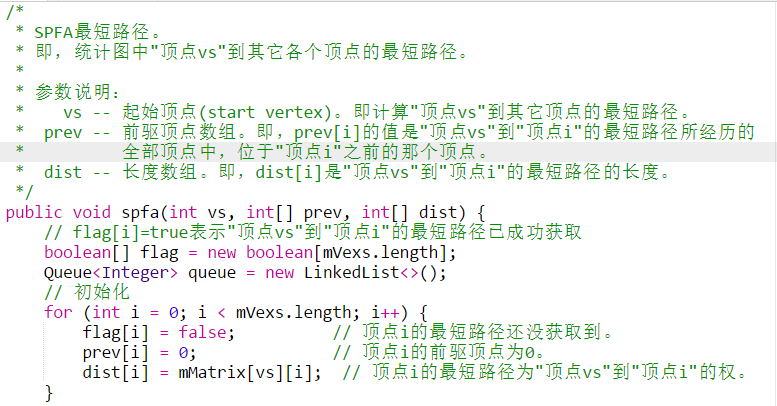 /*
 * SPFA最短路径。
 * 即，统计图中"顶点vs"到其它各个顶点的最短路径。
 *
 * 参数说明：
 *    vs -- 起始顶点(start vertex)。即计算"顶点vs"到其它顶点的最短路径。
 *  prev -- 前驱顶点数组。即，prev[i]的值是"顶点vs"到"顶点i"的最短路径所经历的
 *          全部顶点中，位于"顶点i"之前的那个顶点。
 *  dist -- 长度数组。即，dist[i]是"顶点vs"到"顶点i"的最短路径的长度。
 */
public void spfa(int vs, int[] prev, int[] dist) {
    // flag[i]=true表示"顶点vs"到"顶点i"的最短路径已成功获取
    boolean[] flag = new boolean[mVexs.length];
    Queue<Integer> queue = new LinkedList<>();
    // 初始化
    for (int i = 0; i < mVexs.length; i++) {
        flag[i] = false;          // 顶点i的最短路径还没获取到。
        prev[i] = 0;              // 顶点i的前驱顶点为0。
        dist[i] = mMatrix[vs][i];  // 顶点i的最短路径为"顶点vs"到"顶点i"的权。
    }